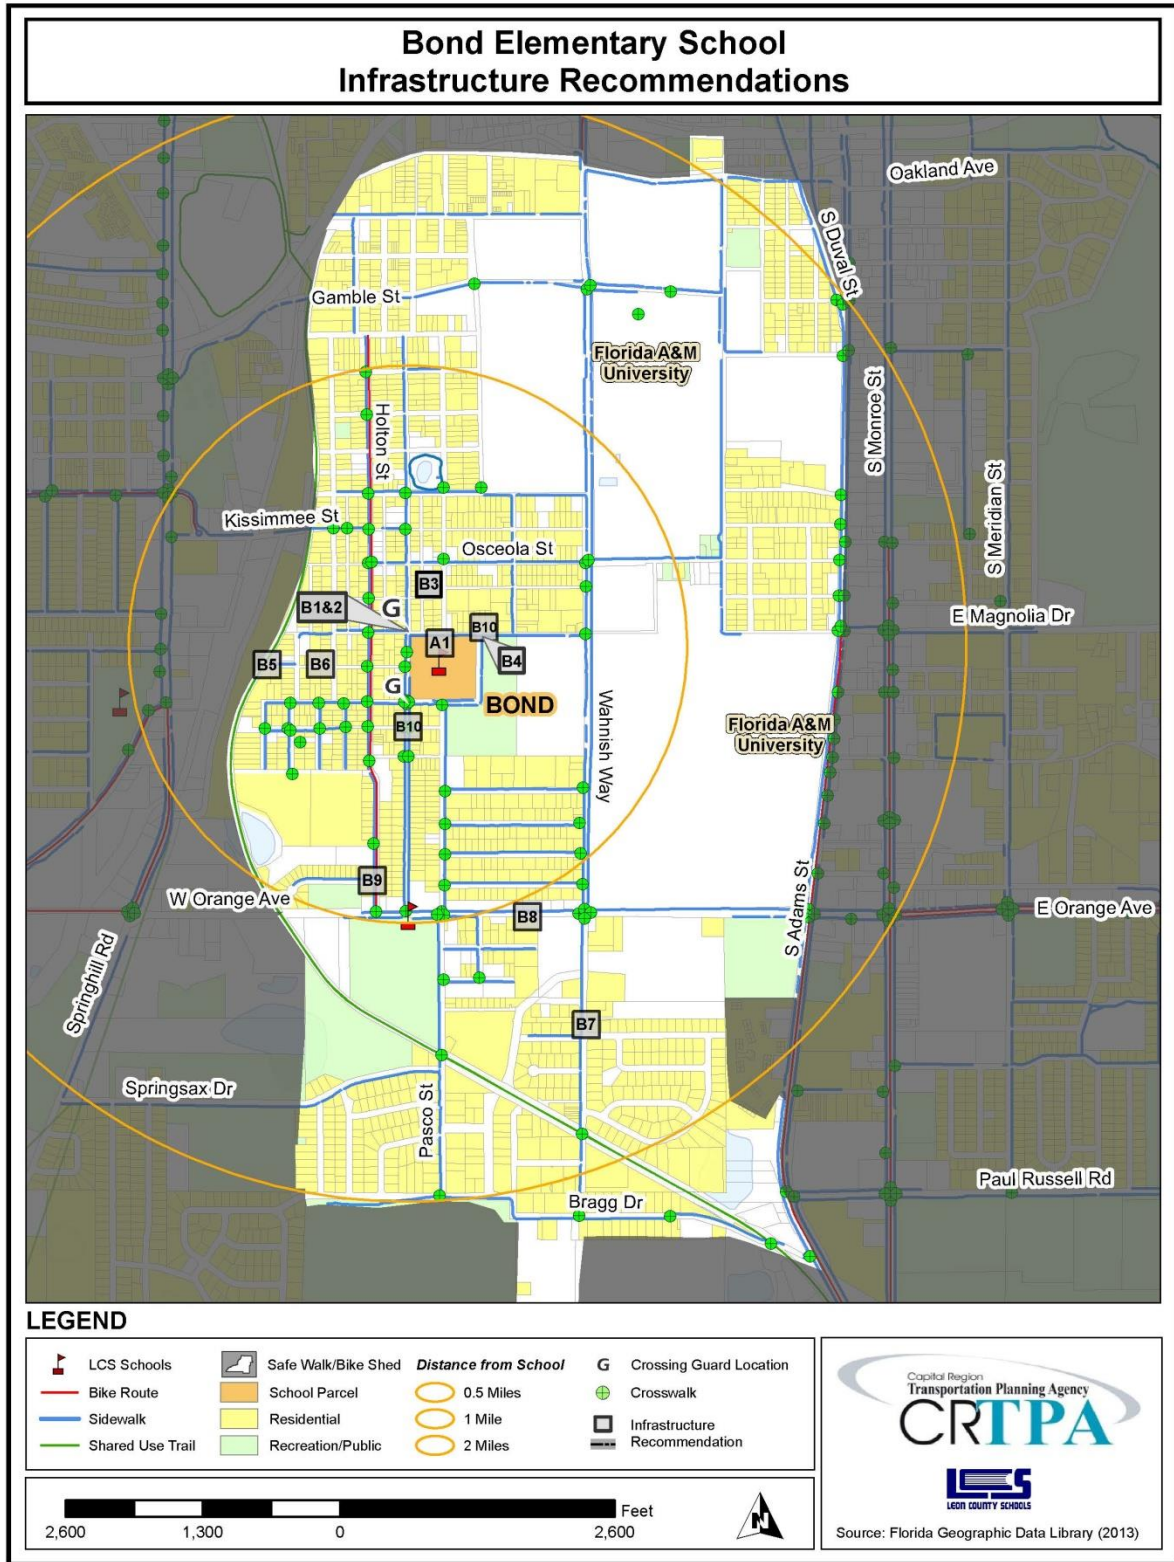 Bond Elementary School
Infrastructure Recommendations
Oakland Ave
S Duval St
Gamble St
Florida A&M
University
Holton St
S Monroe St
S Meridian St
Kissimmee St
Osceola St
B3
B1&2
G
B10
E Magnolia Dr
A1
B5
B6
B4
G
BOND
B10
Wahnish Way
Florida A&M
University
B9
W Orange Ave
B8
E Orange Ave
S Adams St
Springhill Rd
B7
Springsax Dr
Pasco St
Paul Russell Rd
Bragg Dr
LEGEND
LCS Schools
Bike Route
Sidewalk
Shared Use Trail
Safe Walk/Bike Shed
School Parcel
Residential
Recreation/Public
Distance from School
0.5 Miles
1 Mile
2 Miles
G Crossing Guard Location
Crosswalk
Infrastructure
Recommendation
Feet
2,600 1,300 0 2,600
N
Capital Region
Transportation Planning Agency
CRTPA
LCS
LEON COUNTY SCHOOLS
Source: Florida Geographic Data Library (2013)